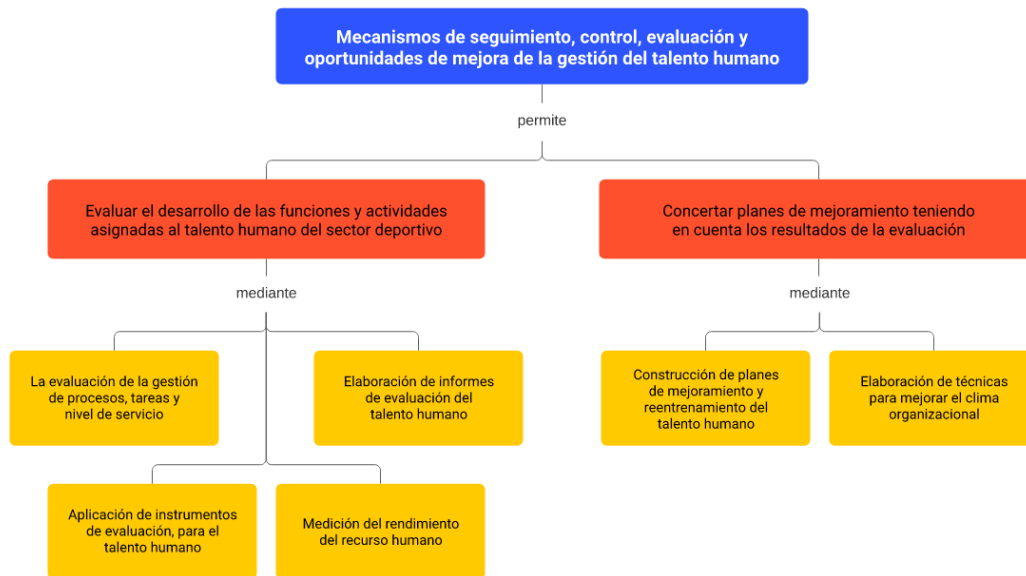 Mecanismos de seguimiento, control, evaluación y
oportunidades de mejora de la gestión del talento humano
permite
Evaluar el desarrollo de las funciones y actividades
asignadas al talento humano del sector deportivo
Concertar planes de mejoramiento teniendo
en cuenta los resultados de la evaluación
mediante
mediante
La evaluación de la gestión
de procesos, tareas y
nivel de servicio
Elaboración de informes
de evaluación del
talento humano
Construcción de planes
de mejoramiento y
reentrenamiento del
talento humano
Elaboración de técnicas
para mejorar el clima
organizacional
Aplicación de instrumentos
de evaluación, para el
talento humano
Medición del rendimiento
del recurso humano